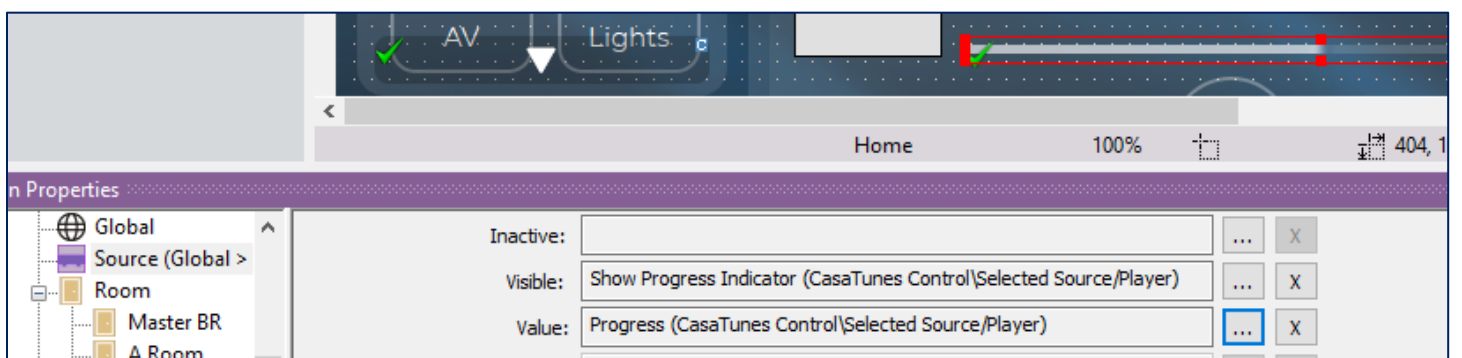 AV Lights c
Home 100% 404, 1
n Properties
Global
Inactive: ... X
Source (Global >
Visible: Show Progress Indicator (CasaTunes Control\Selected Source/Player) ... X
Room
Master BR
Value: Progress (CasaTunes Control\Selected Source/Player) ... X
A Room